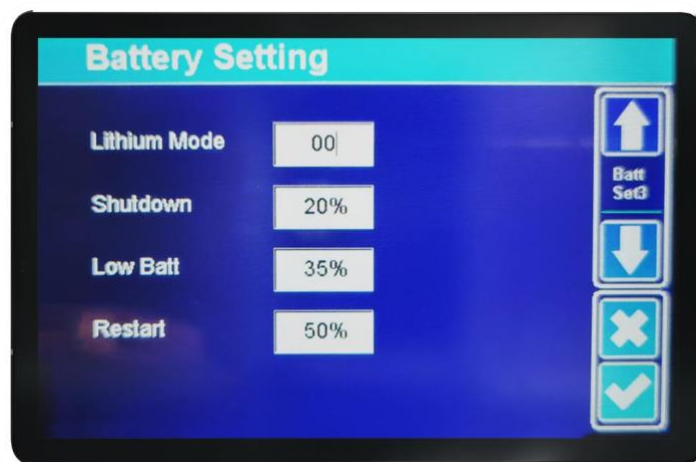 Battery Setting
Lithium Mode 00
Shutdown 20%
Low Batt 35%
Restart 50%
Batt
Set3